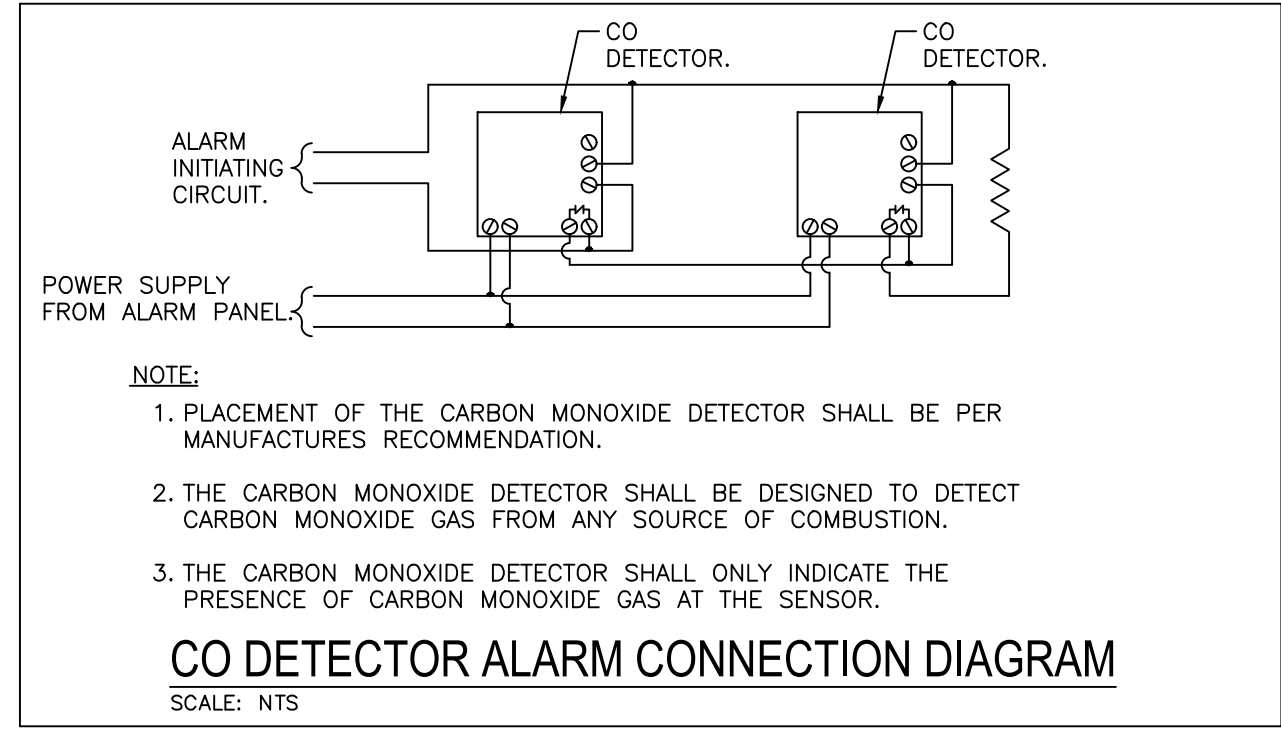 CO
DETECTOR.
CO
DETECTOR.
ALARM
INITIATING
CIRCUIT.
POWER SUPPLY
FROM ALARM PANEL.
NOTE:
1. PLACEMENT OF THE CARBON MONOXIDE DETECTOR SHALL BE PER
MANUFACTURES RECOMMENDATION.
2. THE CARBON MONOXIDE DETECTOR SHALL BE DESIGNED TO DETECT
CARBON MONOXIDE GAS FROM ANY SOURCE OF COMBUSTION.
3. THE CARBON MONOXIDE DETECTOR SHALL ONLY INDICATE THE
PRESENCE OF CARBON MONOXIDE GAS AT THE SENSOR.
CO DETECTOR ALARM CONNECTION DIAGRAM
SCALE: NTS